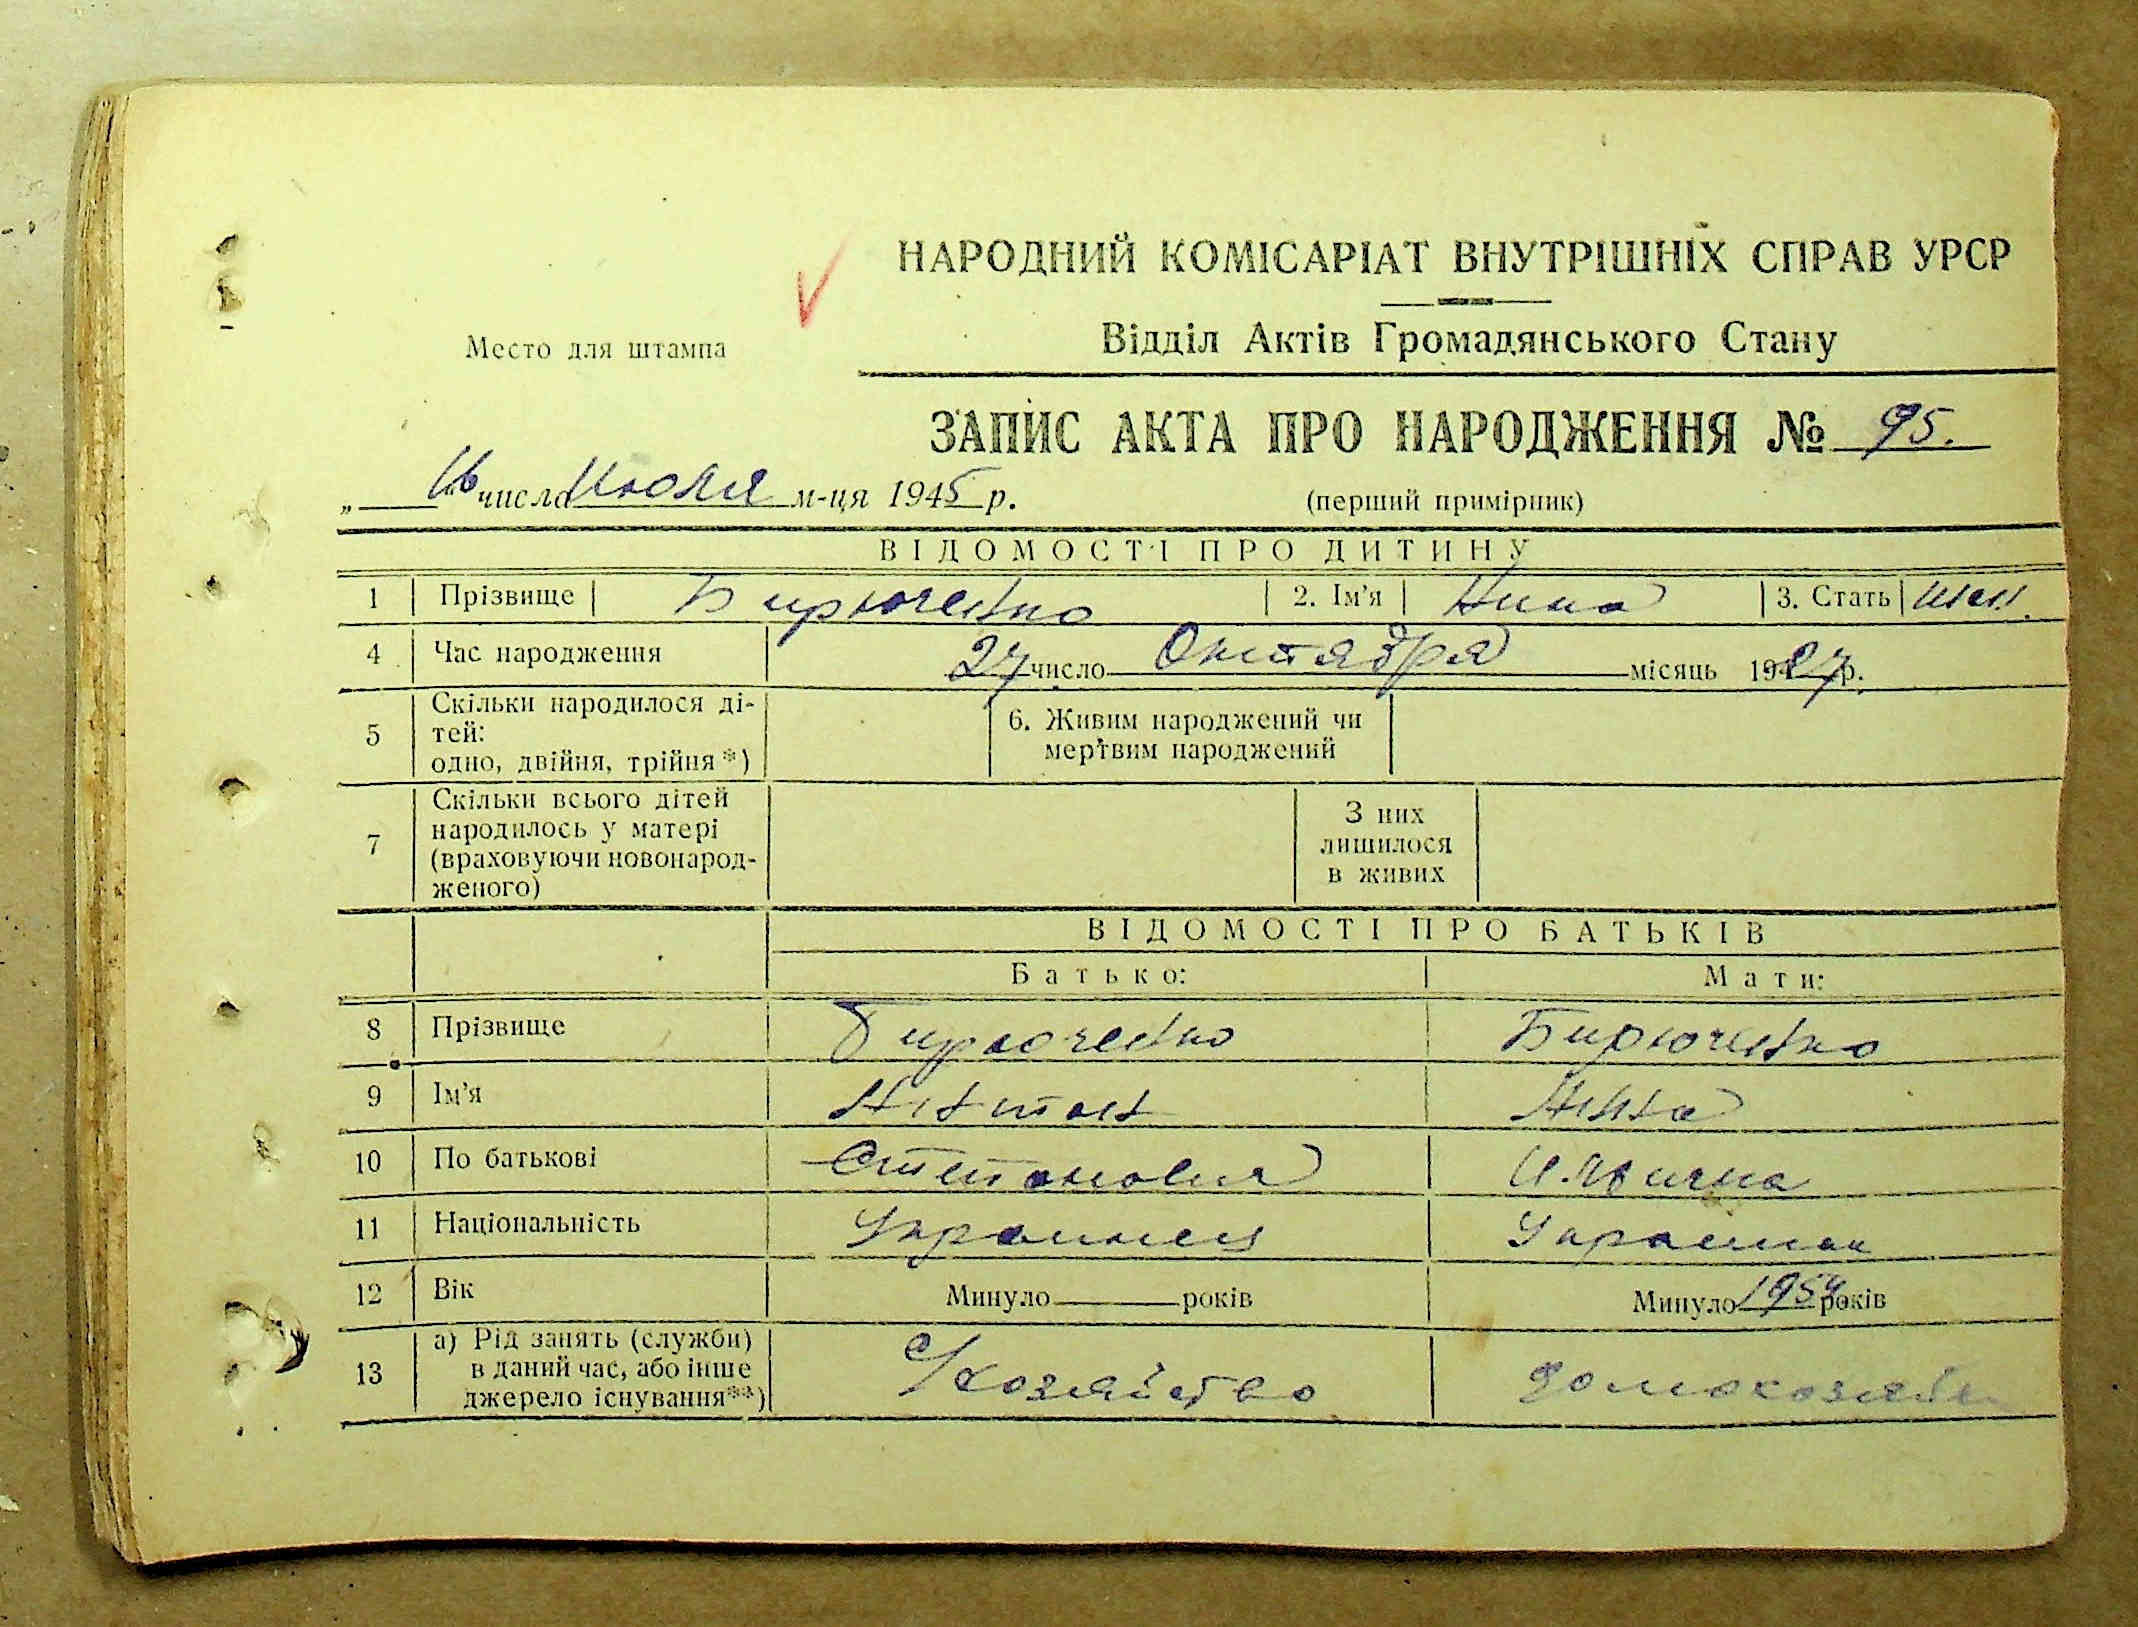 НАРОДНИЙ КОМІСАРІАТ ВНУТРІШНІХ СПРАВ УРСР
Відділ Актів Громадянського Стану
Место для штампа
ЗАПИС АКТА ПРО НАРОДЖЕННЯ № 95.
„16" числа Июля м-ця 1945 р.
(перший примірник)
ВІДОМОСТІ ПРО ДИТИНУ
1 Прізвище Бирюченко 2. Ім'я Нина 3. Стать жен.
4 Час народження 27 число Октября місяць 1927 р.
5 Скільки народилося ді-
тей:
одно, двійня, трійня*)
6. Живим народжений чи
мертвим народжений
7 Скільки всього дітей
народилось у матері
(враховуючи новонарод-
женого)
З них
лишилося
в живих
ВІДОМОСТІ ПРО БАТЬКІВ
Батько: Мати:
8 Прізвище Бирюченко Бирюченко
9 Ім'я Антон Анна
10 По батькові Степанович
11 Національність Украинец Украинка
12 Вік Минуло років Минуло років
13 а) Рід занять (служби)
в даний час, або інше
джерело існування**)
С/хозяйство домохозяйка